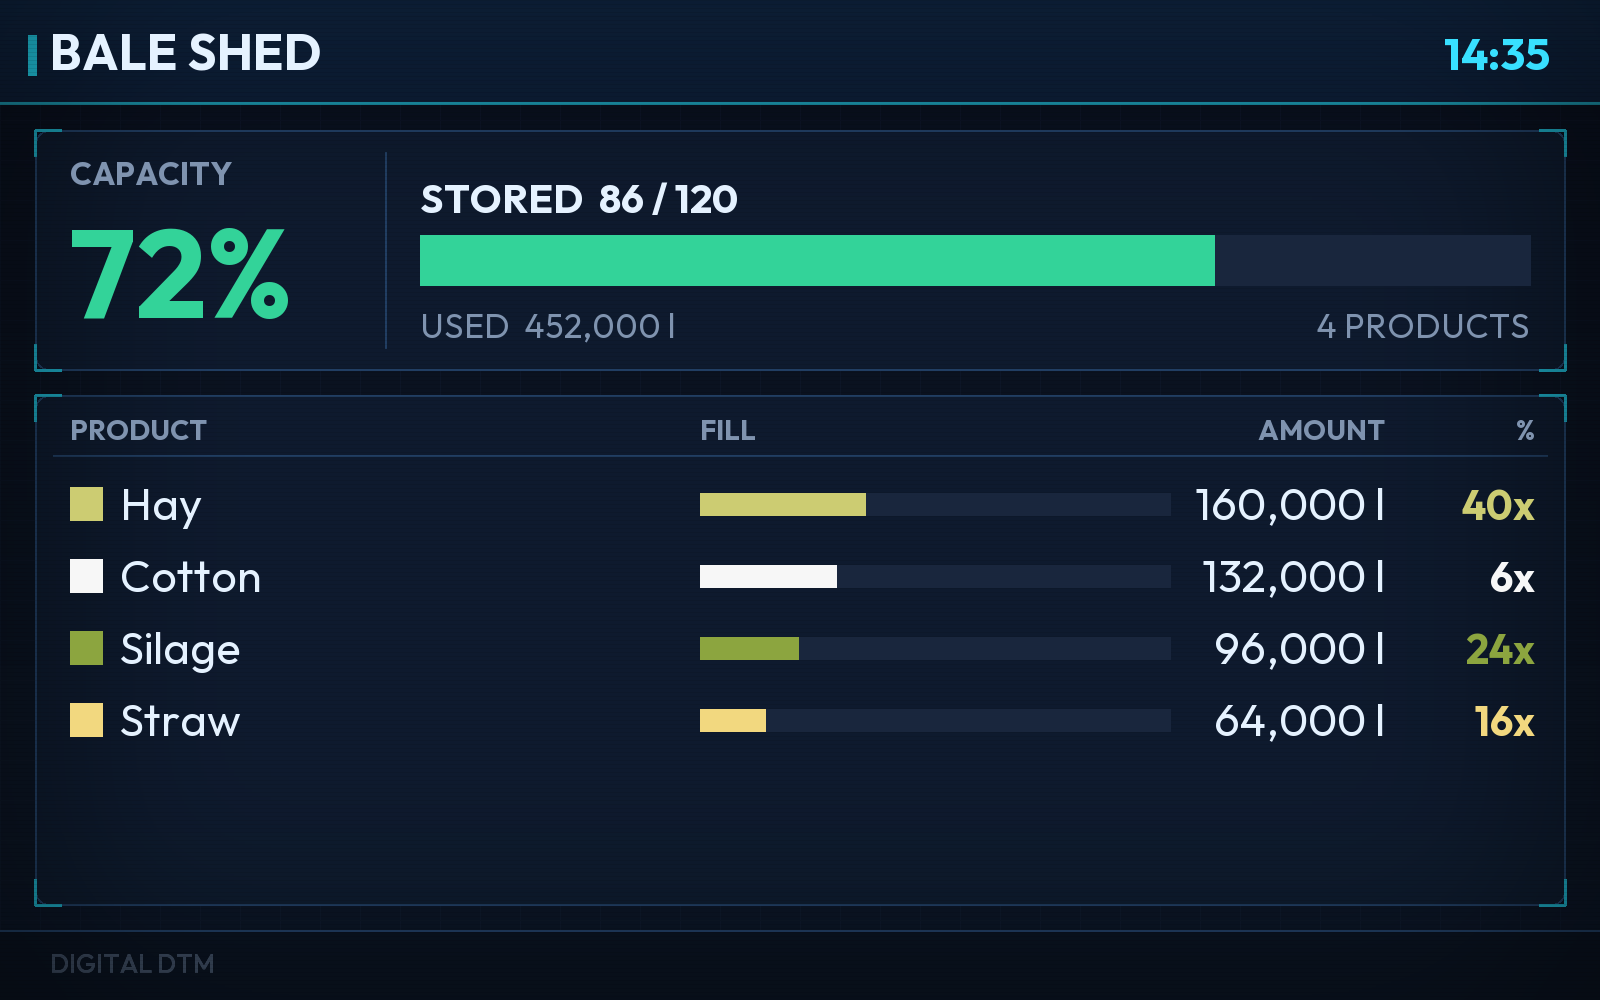 BALE SHED 14:35
CAPACITY
72%
STORED 86 / 120
USED 452,000 l 4 PRODUCTS
PRODUCT FILL AMOUNT %
Hay 160,000 l 40x
Cotton 132,000 l 6x
Silage 96,000 l 24x
Straw 64,000 l 16x
DIGITAL DTM